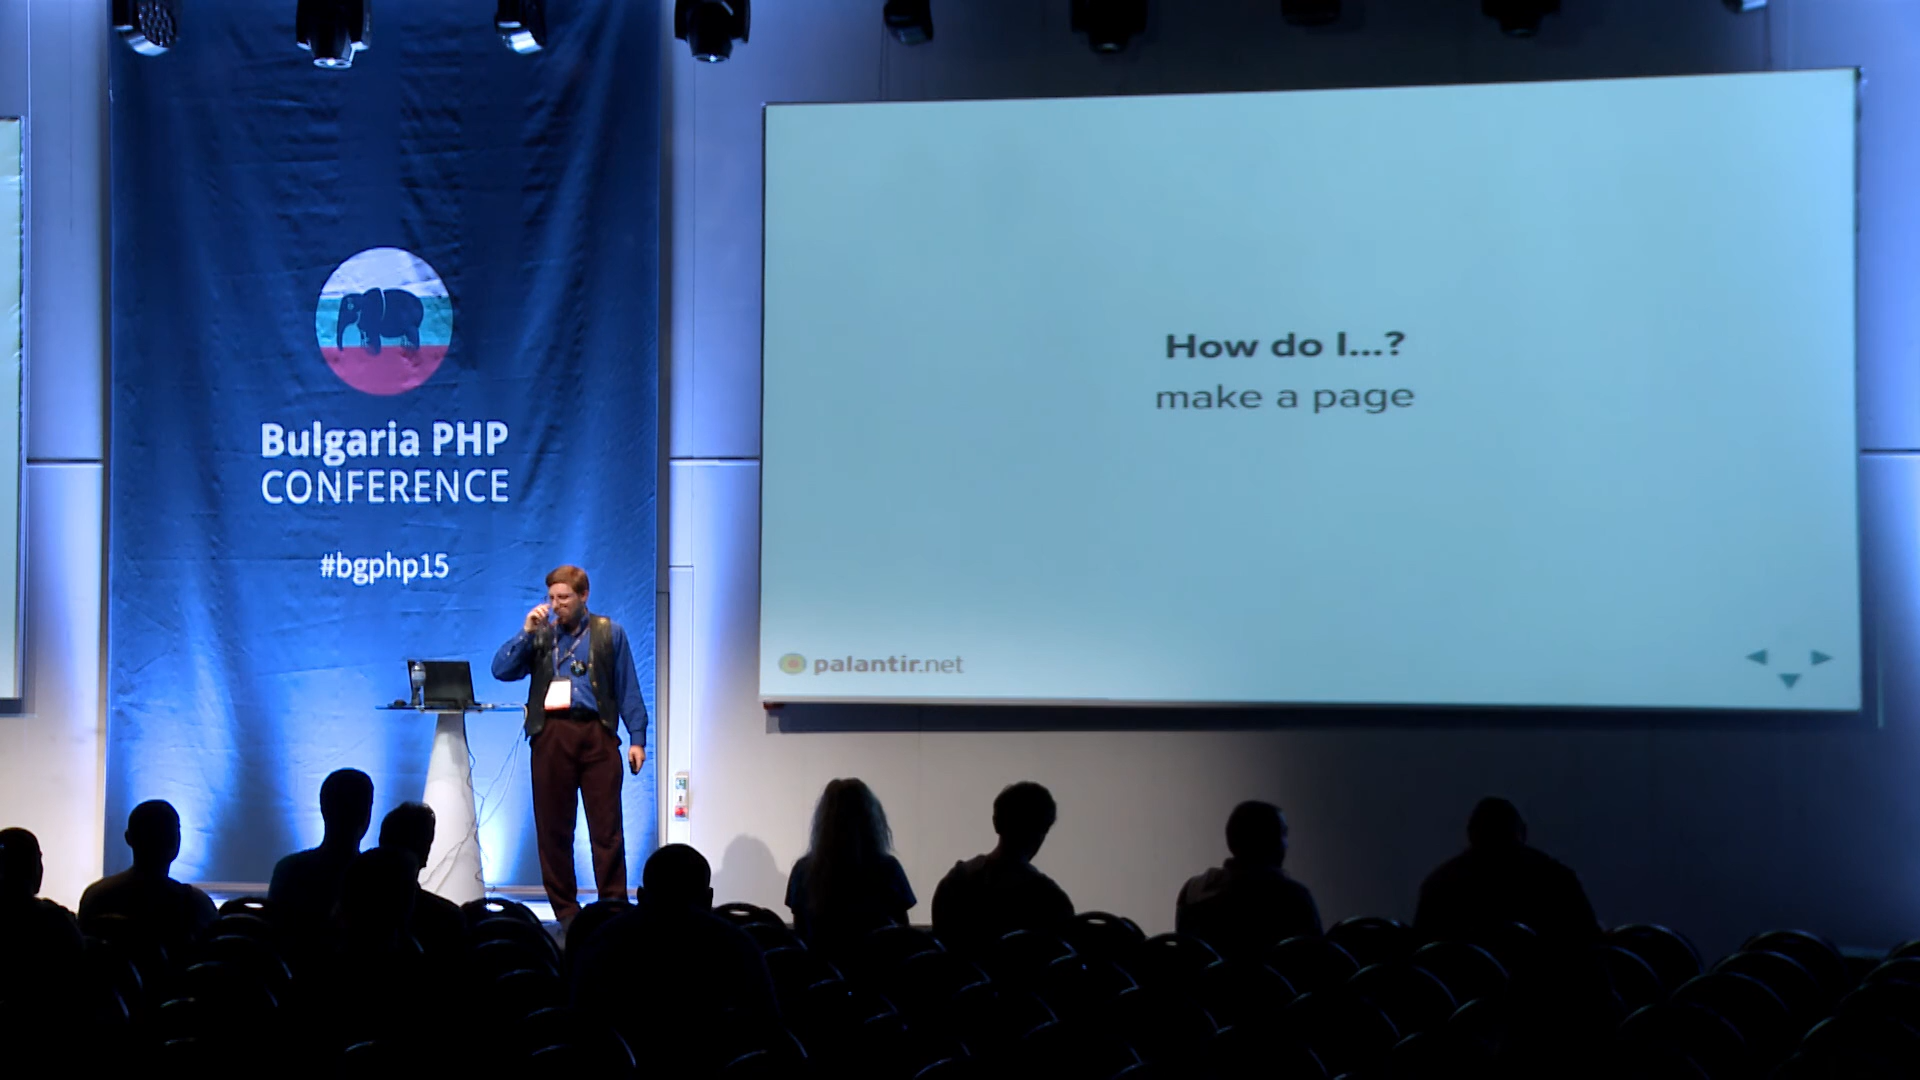 Bulgaria PHP
CONFERENCE
#bgphp15
How do I...?
make a page
palantir.net